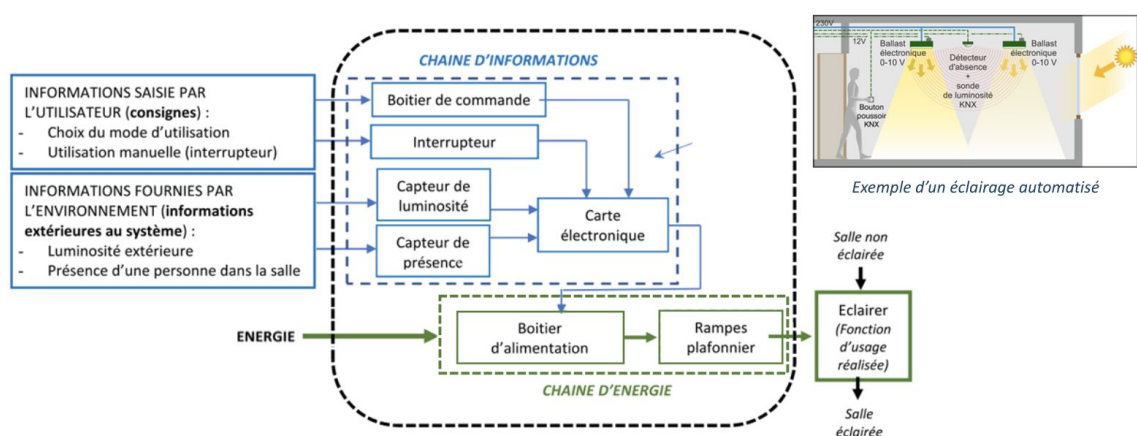 CHAINE D'INFORMATIONS
INFORMATIONS SAISIE PAR
L'UTILISATEUR (consignes) :
- Choix du mode d'utilisation
- Utilisation manuelle (interrupteur)
INFORMATIONS FOURNIES PAR
L'ENVIRONNEMENT (informations
extérieures au système) :
- Luminosité extérieure
- Présence d'une personne dans la salle
Boitier de commande
Interrupteur
Capteur de
luminosité
Capteur de
présence
Carte
électronique
ENERGIE
Boitier
d'alimentation
Rampes
plafonnier
CHAINE D'ENERGIE
230V
12V
Ballast
électronique
0-10 V
Détecteur
d'absence
+
sonde
de luminosité
KNX
Ballast
électronique
0-10 V
Bouton
poussoir
KNX
Exemple d'un éclairage automatisé
Salle non
éclairée
Eclairer
(Fonction
d'usage
réalisée)
Salle
éclairée